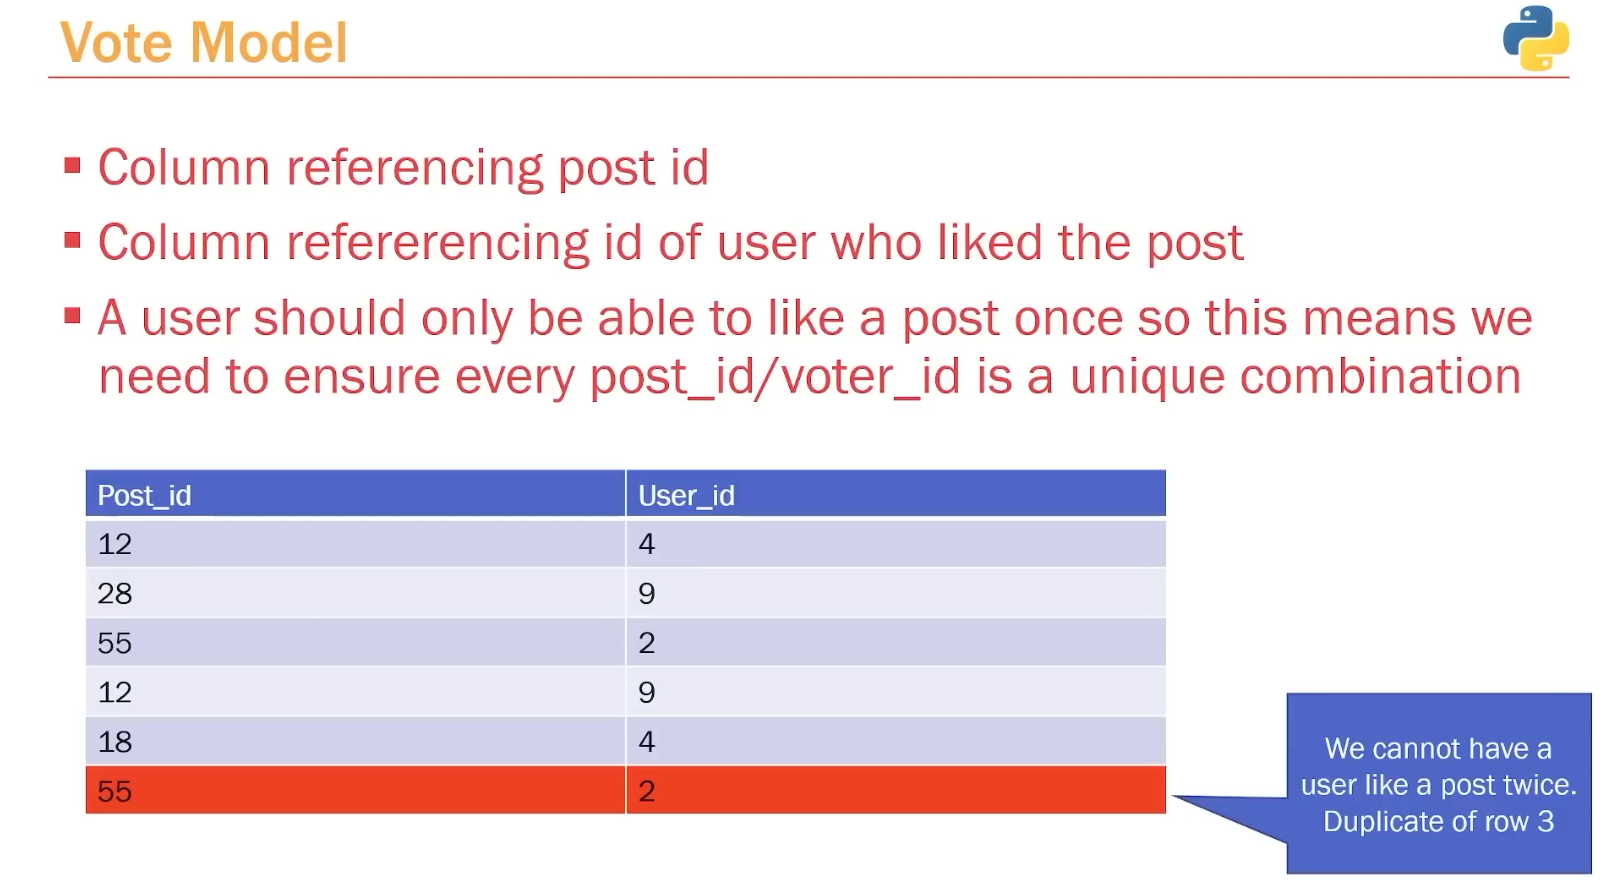 Vote Model
▪ Column referencing post id
▪ Column refererencing id of user who liked the post
▪ A user should only be able to like a post once so this means we
need to ensure every post_id/voter_id is a unique combination
Post_id User_id
12 4
28 9
55 2
12 9
18 4
55 2
We cannot have a
user like a post twice.
Duplicate of row 3